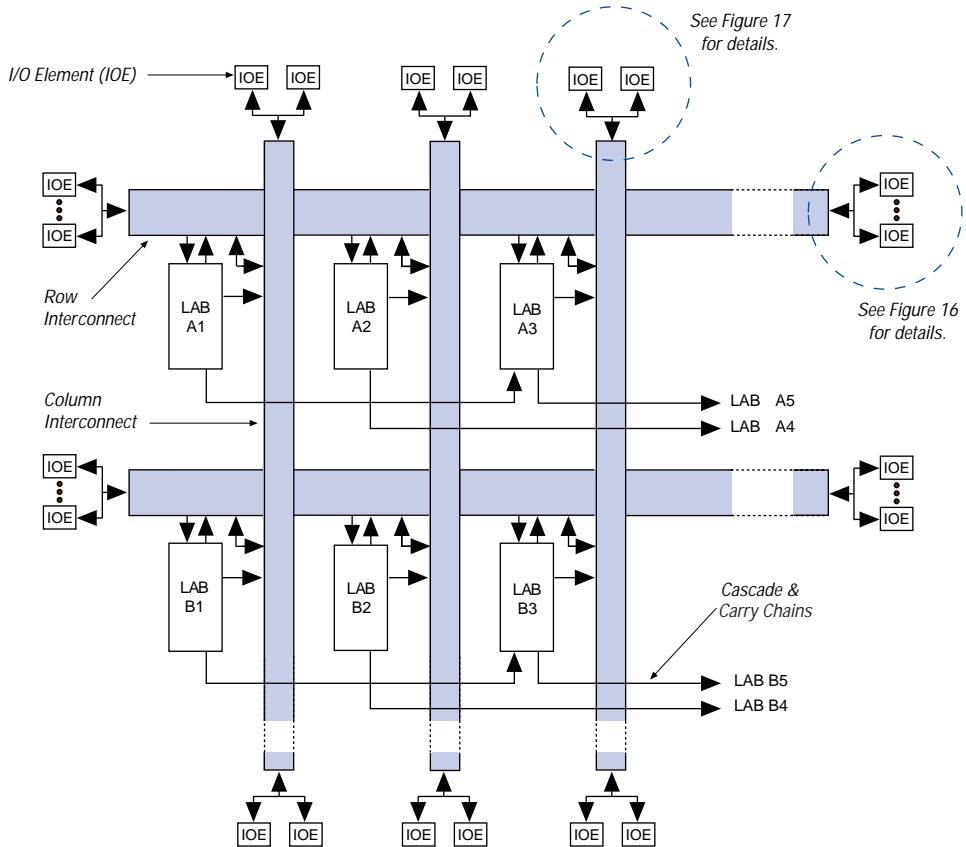 See Figure 17
for details.
I/O Element (IOE)
IOE IOE IOE IOE IOE IOE
IOE IOE
IOE IOE
Row
Interconnect
LAB
A1
LAB
A2
LAB
A3
See Figure 16
for details.
Column
Interconnect
LAB A5
LAB A4
IOE IOE
IOE IOE
LAB
B1
LAB
B2
LAB
B3
Cascade &
Carry Chains
LAB B5
LAB B4
IOE IOE IOE IOE IOE IOE